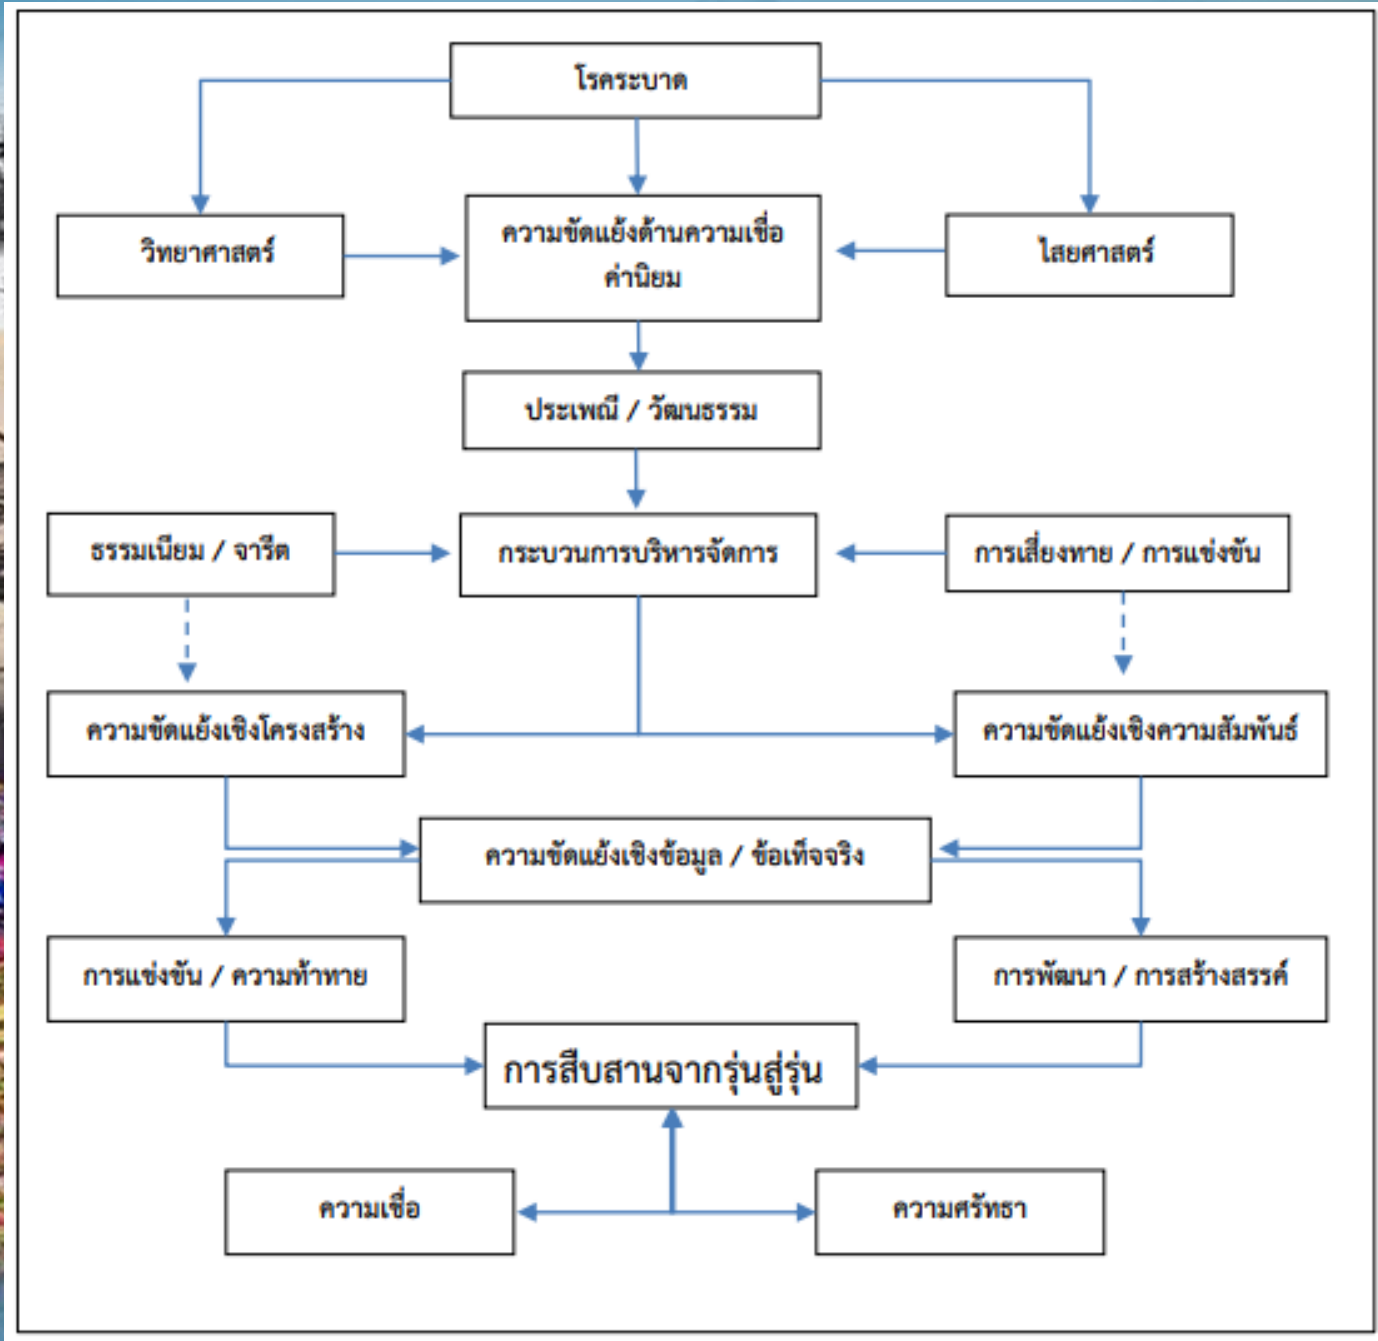 โรคระบาด
วิทยาศาสตร์
ความขัดแย้งด้านความเชื่อ
ค่านิยม
ไสยศาสตร์
ประเพณี / วัฒนธรรม
ธรรมเนียม / จารีต
กระบวนการบริหารจัดการ
การเสี่ยงทาย / การแข่งขัน
ความขัดแย้งเชิงโครงสร้าง
ความขัดแย้งเชิงความสัมพันธ์
ความขัดแย้งเชิงข้อมูล / ข้อเท็จจริง
การแข่งขัน / ความท้าทาย
การพัฒนา / การสร้างสรรค์
การสืบสานจากรุ่นสู่รุ่น
ความเชื่อ
ความศรัทธา